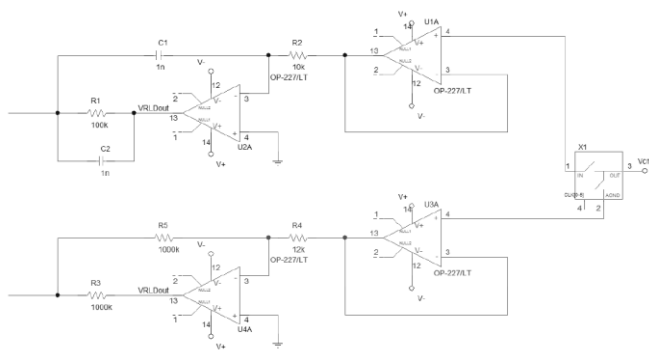 C1
1n
R2
10k
OP-227/LT
V+
U1A
1
14
4
V+
13
V-
2
12
3
OP-227/LT
V-
V-
12
2
V-
3
R1
100k
VRLDout
13
1
V+
4
14
U2A
V+
C2
1n
X1
1
IN
OUT
3
4
2
V+
U3A
1
14
4
V+
13
V-
2
12
3
OP-227/LT
V-
R5
1000k
R4
12k
OP-227/LT
V-
12
2
V-
3
R3
1000k
VRLDout
13
1
V+
4
14
U4A
V+